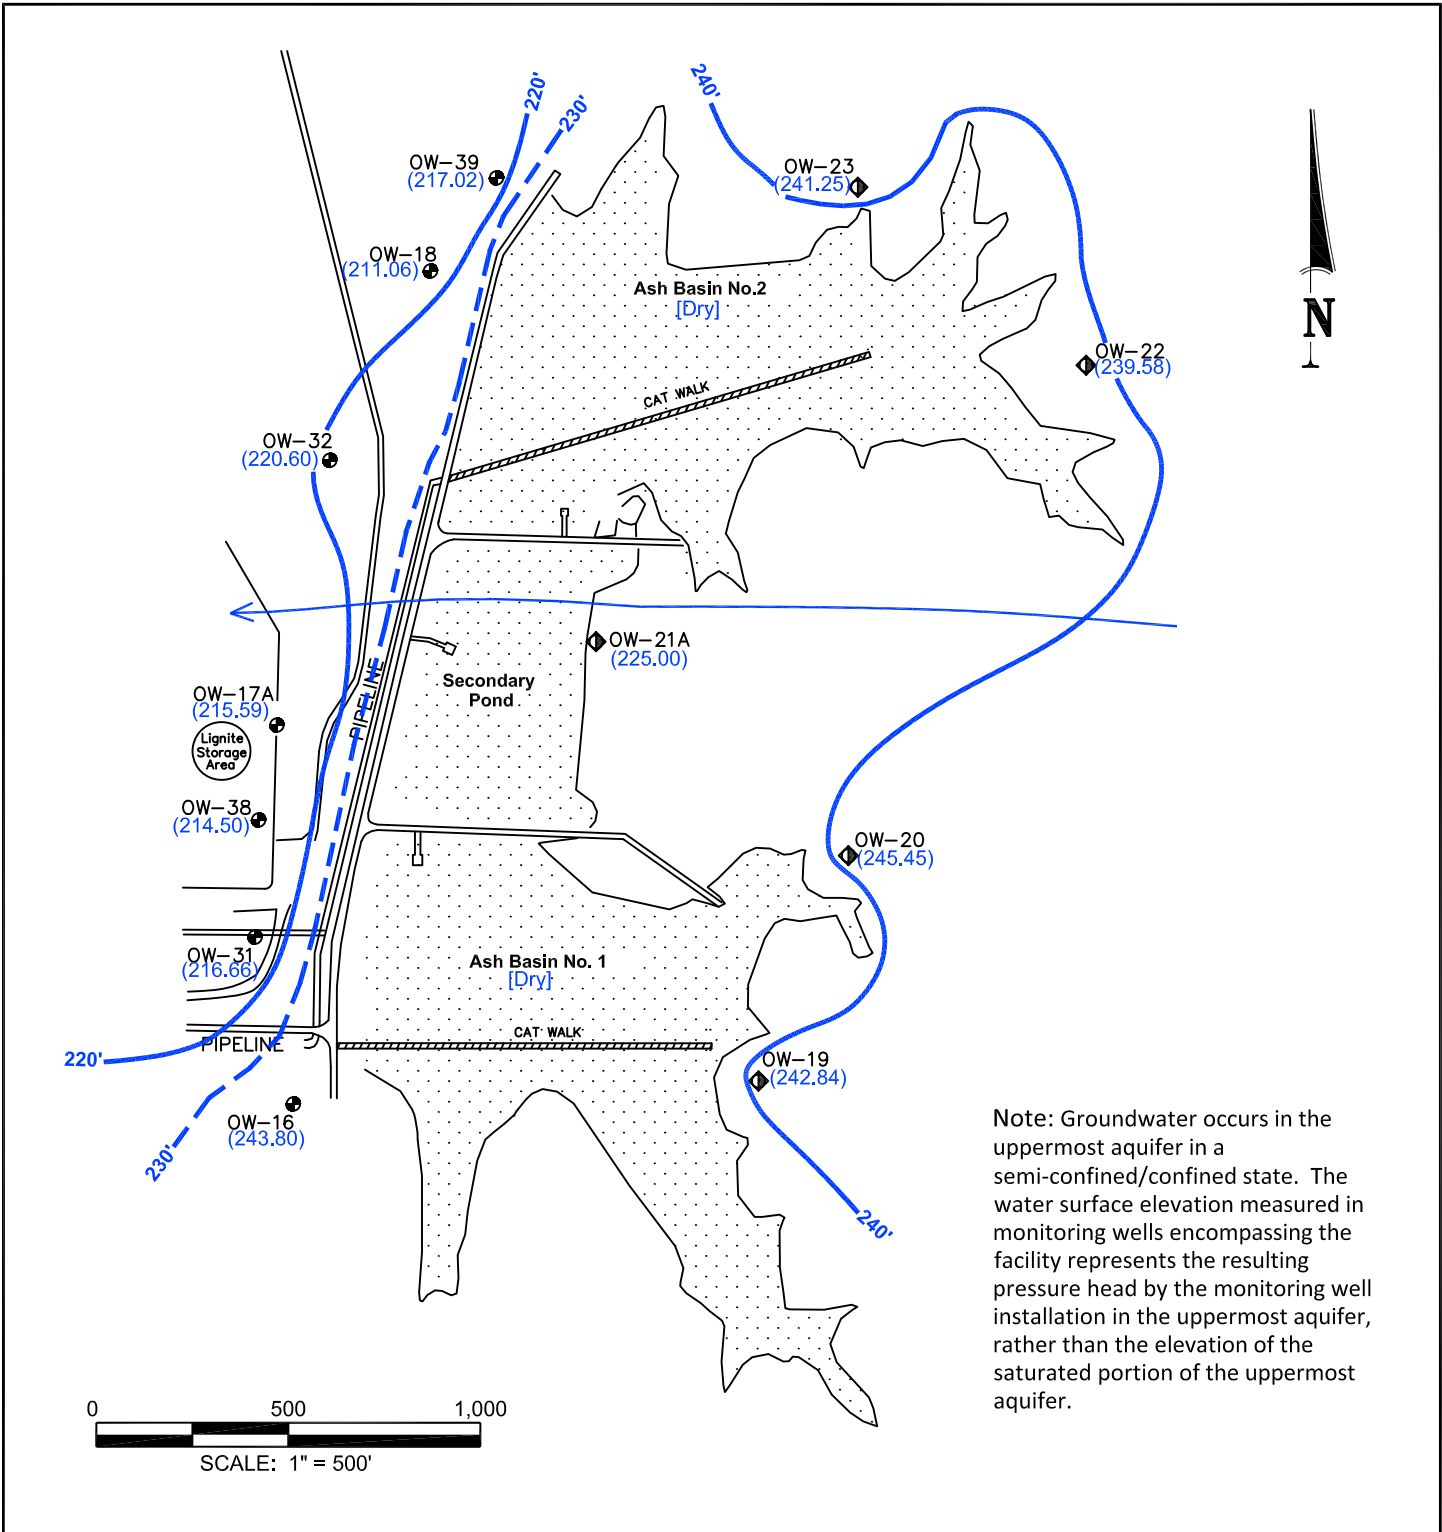 220'
230'
240'
OW-39
(217.02)
OW-23
(241.25)
OW-18
(211.06)
Ash Basin No.2
[Dry]
N
OW-22
(239.58)
CAT WALK
OW-32
(220.60)
OW-21A
(225.00)
Secondary
Pond
PIPELINE
OW-17A
(215.59)
Lignite
Storage
Area
OW-38
(214.50)
OW-20
(245.45)
OW-31
(216.66)
Ash Basin No. 1
[Dry]
CAT WALK
PIPELINE
220'
OW-19
(242.84)
OW-16
(243.80)
230'
240'
Note: Groundwater occurs in the
uppermost aquifer in a
semi-confined/confined state. The
water surface elevation measured in
monitoring wells encompassing the
facility represents the resulting
pressure head by the monitoring well
installation in the uppermost aquifer,
rather than the elevation of the
saturated portion of the uppermost
aquifer.
0 500 1,000
SCALE: 1" = 500'